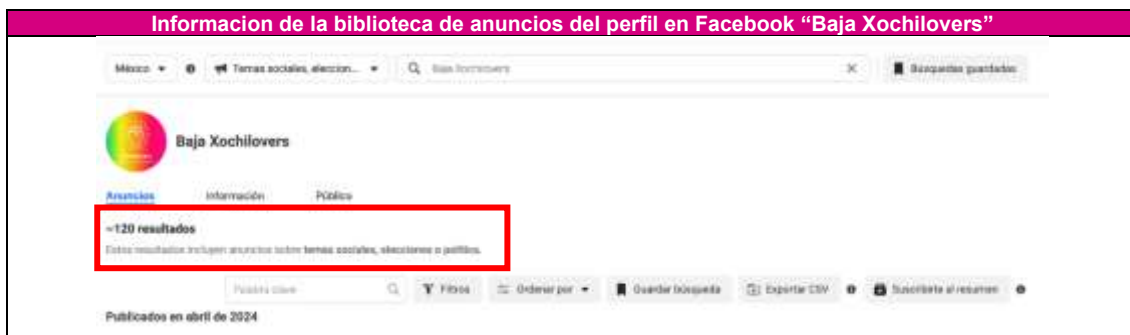 Informacion de la biblioteca de anuncios del perfil en Facebook “Baja Xochilovers”
México Temas sociales, eleccion... Baja Xochilovers Búsquedas guardadas
Baja Xochilovers
Anuncios Información Público
~120 resultados
Estos resultados incluyen anuncios sobre temas sociales, elecciones o política.
Palabra clave Filtros Ordenar por Guardar búsqueda Exportar CSV Suscribirte al resumen
Publicados en abril de 2024